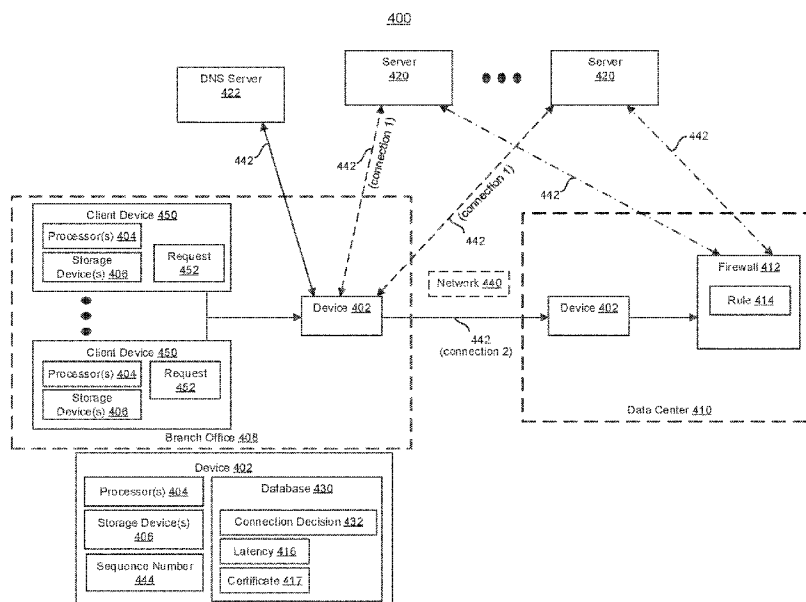 400
DNS Server
422
Server
420
Server
420
442
442
(connection 1)
442
(connection 1)
442
442
Client Device 450
Processor(s) 404
Storage
Device(s) 406
Request
452
Client Device 450
Processor(s) 404
Storage
Device(s) 406
Request
452
Branch Office 408
Device 402
Network 440
442
(connection 2)
Device 402
Firewall 412
Rule 414
Data Center 410
Device 402
Processor(s) 404
Storage Device(s)
406
Sequence Number
444
Database 430
Connection Decision 432
Latency 416
Certificate 417